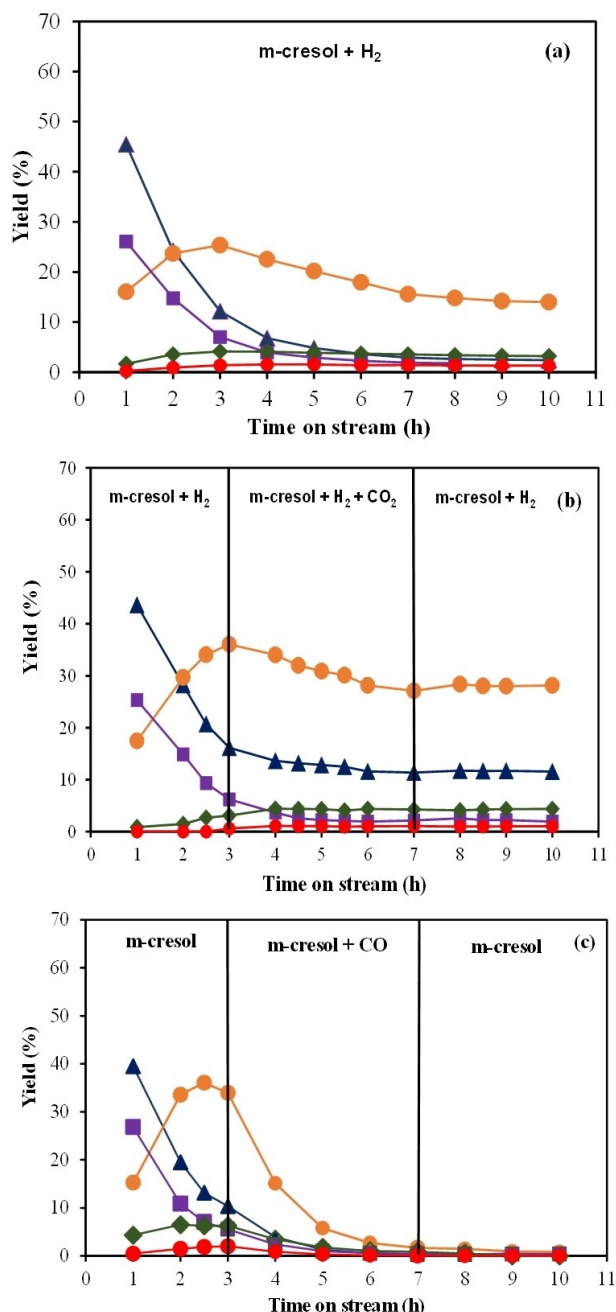 70
60
50
40
30
20
10
0
Yield (%)
m-cresol + H2
(a)
0 1 2 3 4 5 6 7 8 9 10 11
Time on stream (h)
70
60
50
40
30
20
10
0
Yield (%)
m-cresol + H2
m-cresol + H2 + CO2
m-cresol + H2
(b)
0 1 2 3 4 5 6 7 8 9 10 11
Time on stream (h)
70
60
50
40
30
20
10
0
Yield (%)
m-cresol
m-cresol + CO
m-cresol
(c)
0 1 2 3 4 5 6 7 8 9 10 11
Time on stream (h)